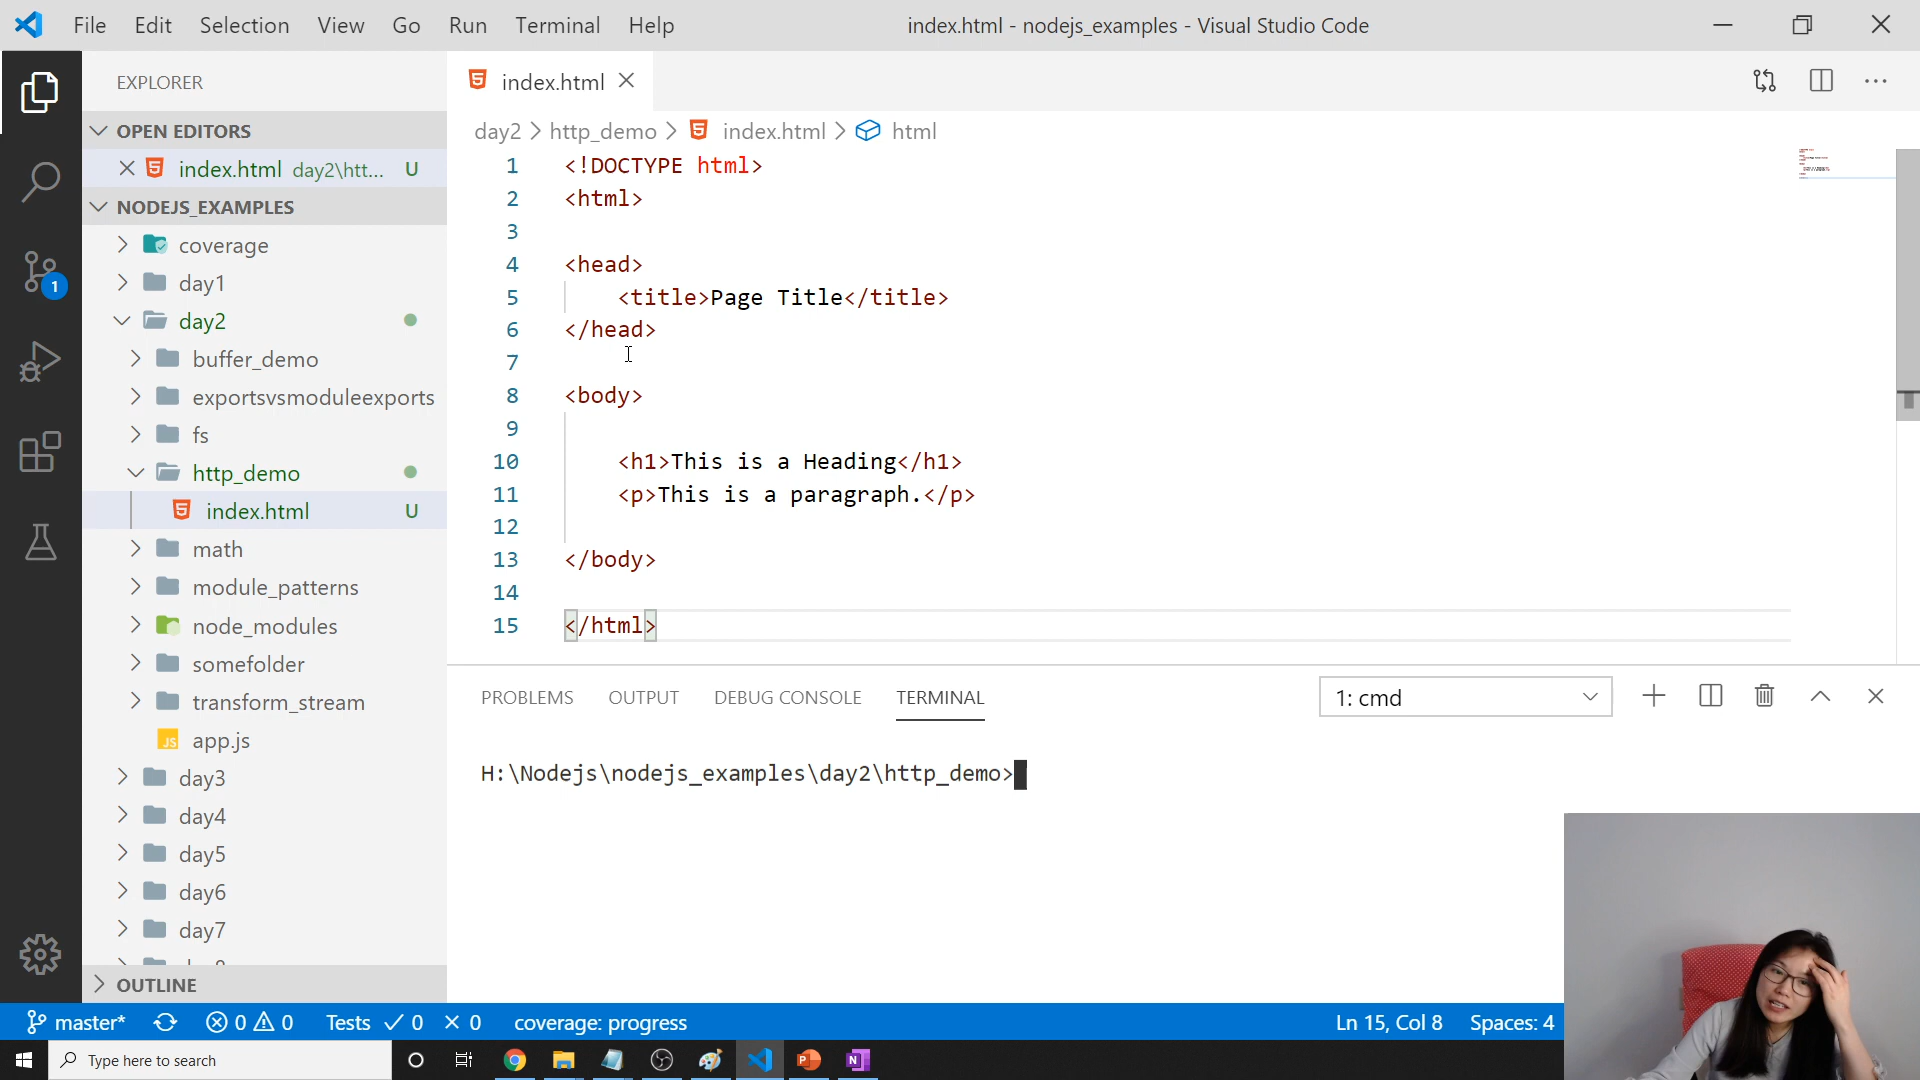 File Edit Selection View Go Run Terminal Help
index.html - nodejs_examples - Visual Studio Code
EXPLORER
OPEN EDITORS
index.html day2\htt... U
NODEJS_EXAMPLES
coverage
day1
day2
buffer_demo
exportsvsmoduleexports
fs
http_demo
index.html U
math
module_patterns
node_modules
somefolder
transform_stream
JS app.js
day3
day4
day5
day6
day7
OUTLINE
1
index.html
day2 > http_demo > index.html > html
1 <!DOCTYPE html>
2 <html>
3
4 <head>
5 <title>Page Title</title>
6 </head>
7
8 <body>
9
10 <h1>This is a Heading</h1>
11 <p>This is a paragraph.</p>
12
13 </body>
14
15 </html>
PROBLEMS OUTPUT DEBUG CONSOLE TERMINAL
1: cmd
H:\Nodejs\nodejs_examples\day2\http_demo>
master* 0 0 Tests 0 0 coverage: progress
Ln 15, Col 8 Spaces: 4
Type here to search